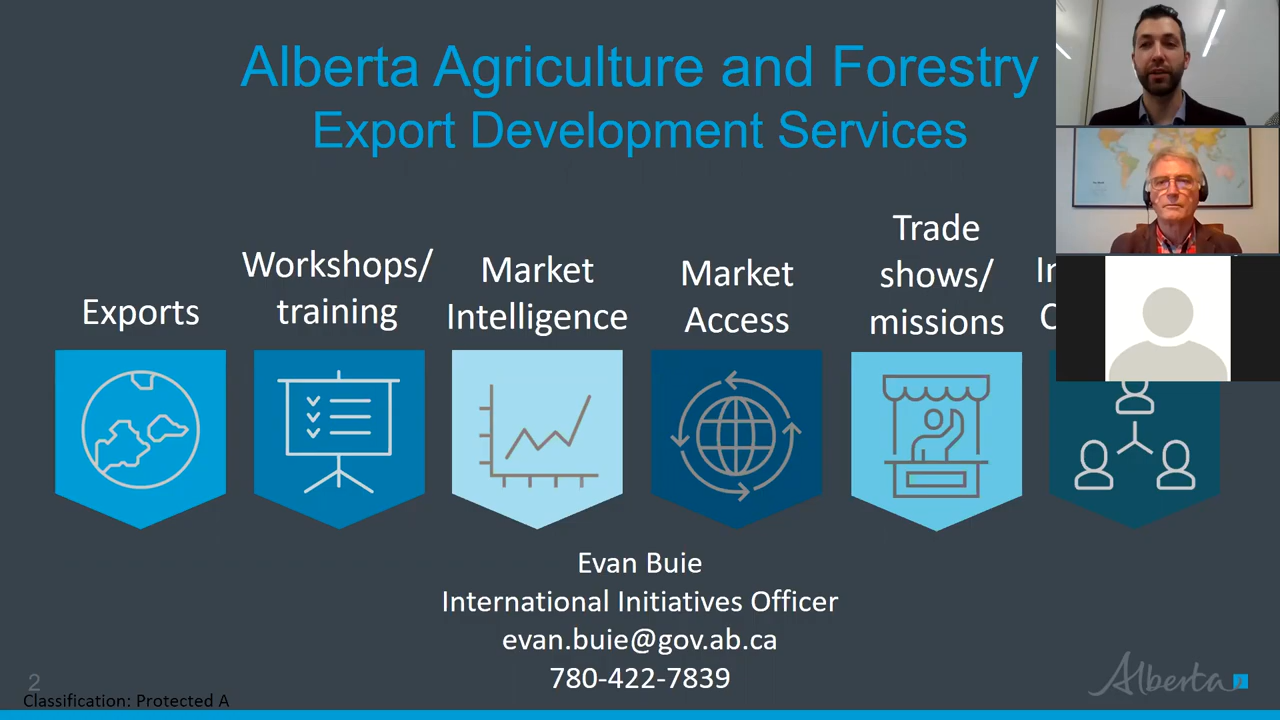 Alberta Agriculture and Forestry
Export Development Services
Exports
Workshops/
training
Market
Intelligence
Market
Access
Trade
shows/
missions
Evan Buie
International Initiatives Officer
evan.buie@gov.ab.ca
780-422-7839
2
Classification: Protected A
Alberta